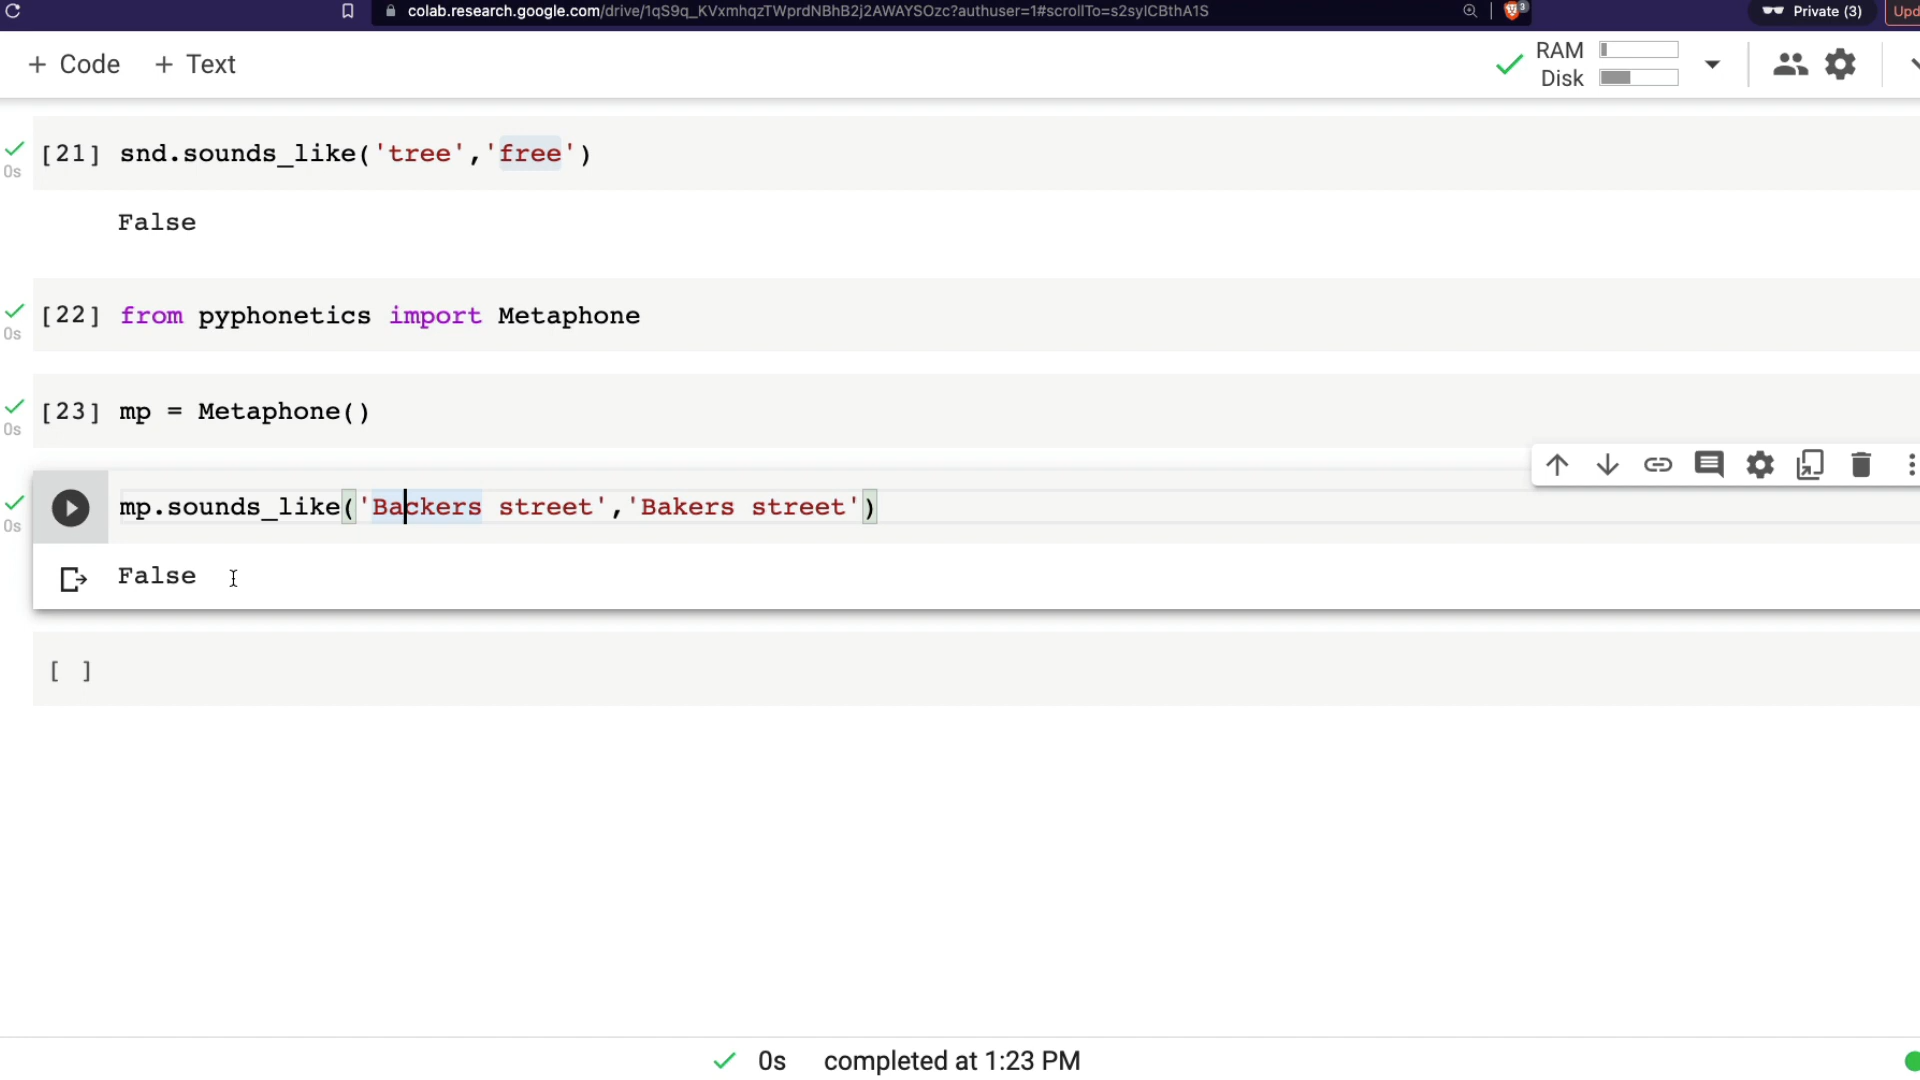 colab.research.google.com/drive/1qS9q_KVxmhqzTWprdNBhB2j2AWAYSOzc?authuser=1#scrollTo=s2sylCBthA1S
3
Private (3)
+ Code + Text
RAM
Disk
[21] snd.sounds_like('tree','free')
0s
False
[22] from pyphonetics import Metaphone
0s
[23] mp = Metaphone()
0s
mp.sounds_like('Backers street','Bakers street')
0s
False
[ ]
0s completed at 1:23 PM